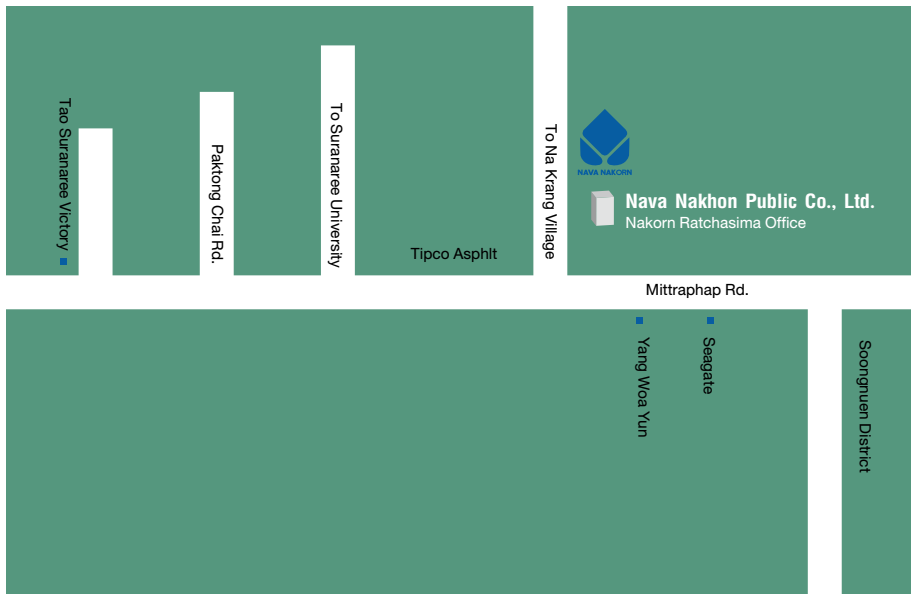 Tao Suranaree Victory
Paktong Chai Rd.
To Suranaree University
Tipco Asphlt
To Na Krang Village
NAVA NAKORN
Nava Nakhon Public Co., Ltd.
Nakorn Ratchasima Office
Mittraphap Rd.
Yang Woa Yun
Seagate
Soongnuen District